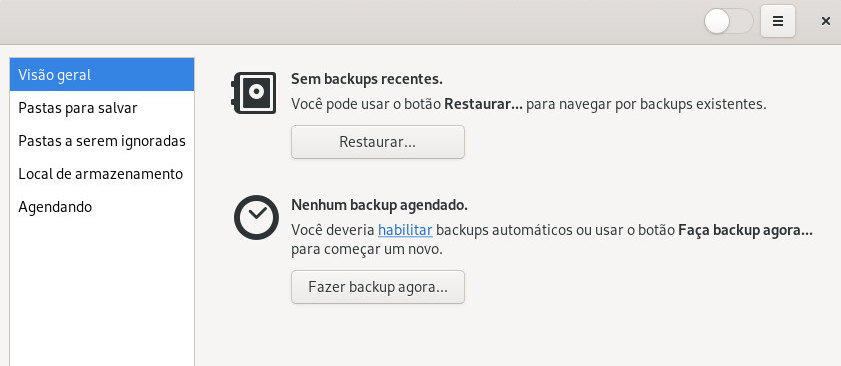 Visão geral
Pastas para salvar
Pastas a serem ignoradas
Local de armazenamento
Agendando
Sem backups recentes.
Você pode usar o botão Restaurar... para navegar por backups existentes.
Restaurar...
Nenhum backup agendado.
Você deveria habilitar backups automáticos ou usar o botão Faça backup agora...
para começar um novo.
Fazer backup agora...